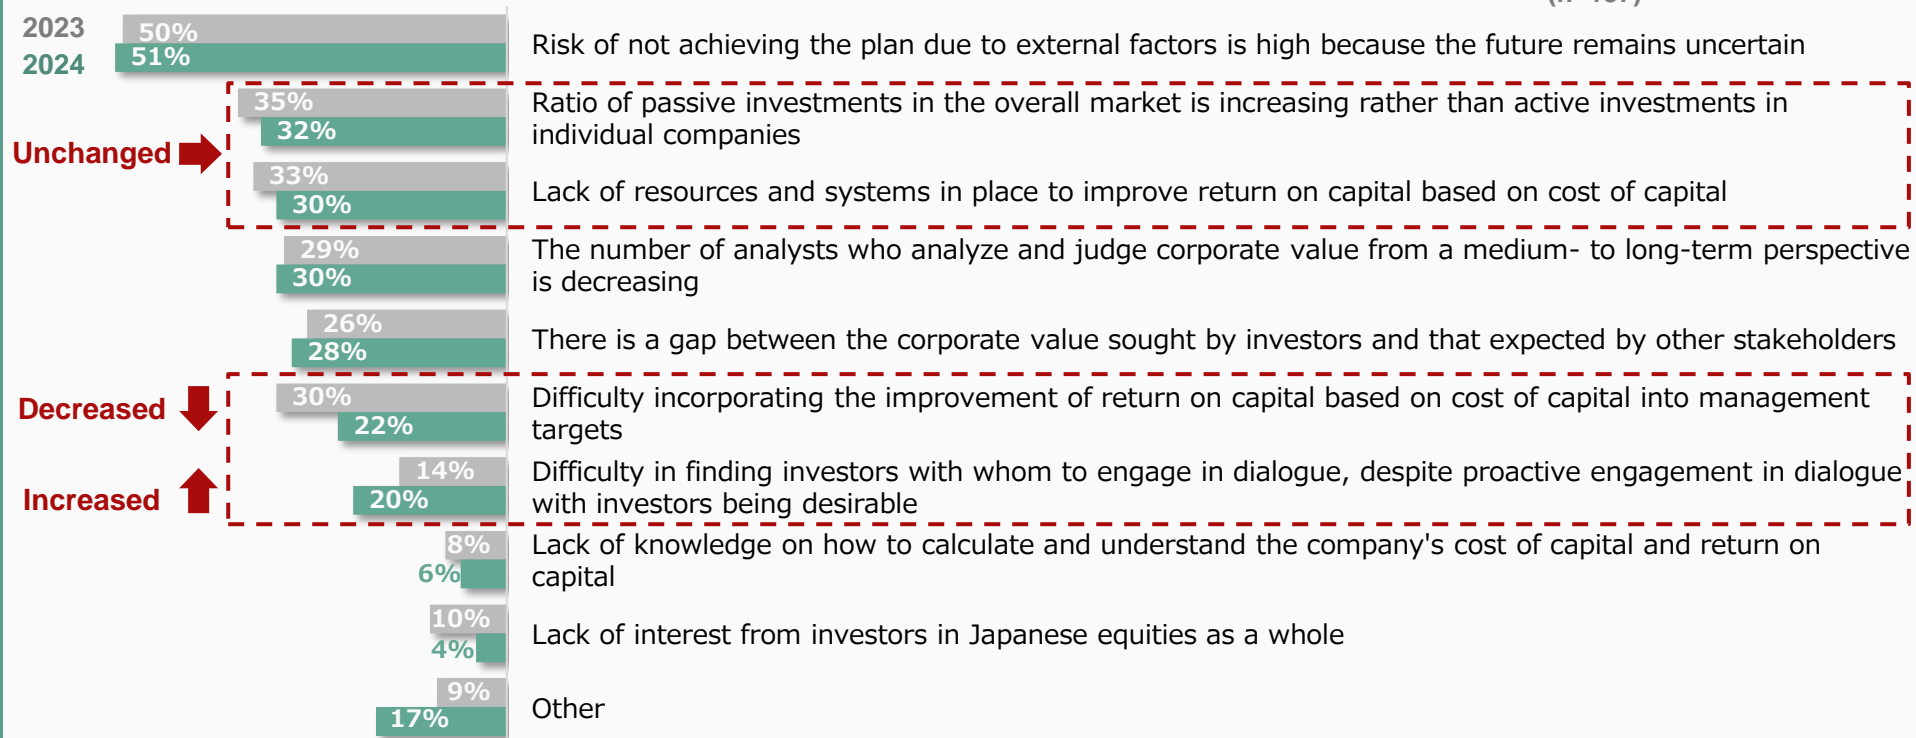 2023
50%
2024
51%
Risk of not achieving the plan due to external factors is high because the future remains uncertain
35%
32%
Ratio of passive investments in the overall market is increasing rather than active investments in
individual companies
Unchanged
33%
30%
Lack of resources and systems in place to improve return on capital based on cost of capital
29%
30%
The number of analysts who analyze and judge corporate value from a medium- to long-term perspective
is decreasing
26%
28%
There is a gap between the corporate value sought by investors and that expected by other stakeholders
Decreased
30%
22%
Difficulty incorporating the improvement of return on capital based on cost of capital into management
targets
Increased
14%
20%
Difficulty in finding investors with whom to engage in dialogue, despite proactive engagement in dialogue
with investors being desirable
8%
6%
Lack of knowledge on how to calculate and understand the company's cost of capital and return on
capital
10%
4%
Lack of interest from investors in Japanese equities as a whole
9%
17%
Other